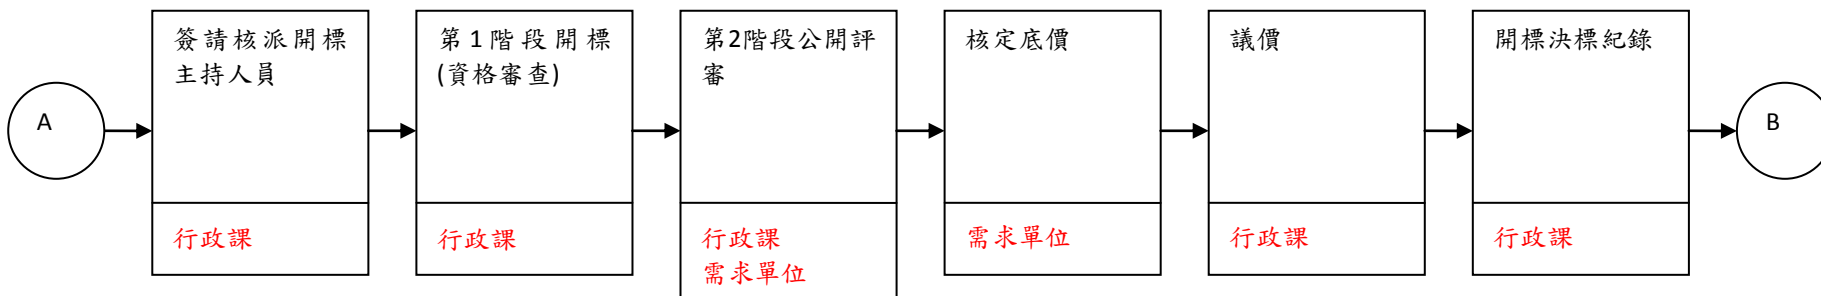 A
簽請核派開標
主持人員
行政課
第1階段開標
(資格審查)
行政課
第2階段公開評
審
行政課
需求單位
核定底價
需求單位
議價
行政課
開標決標紀錄
行政課
B